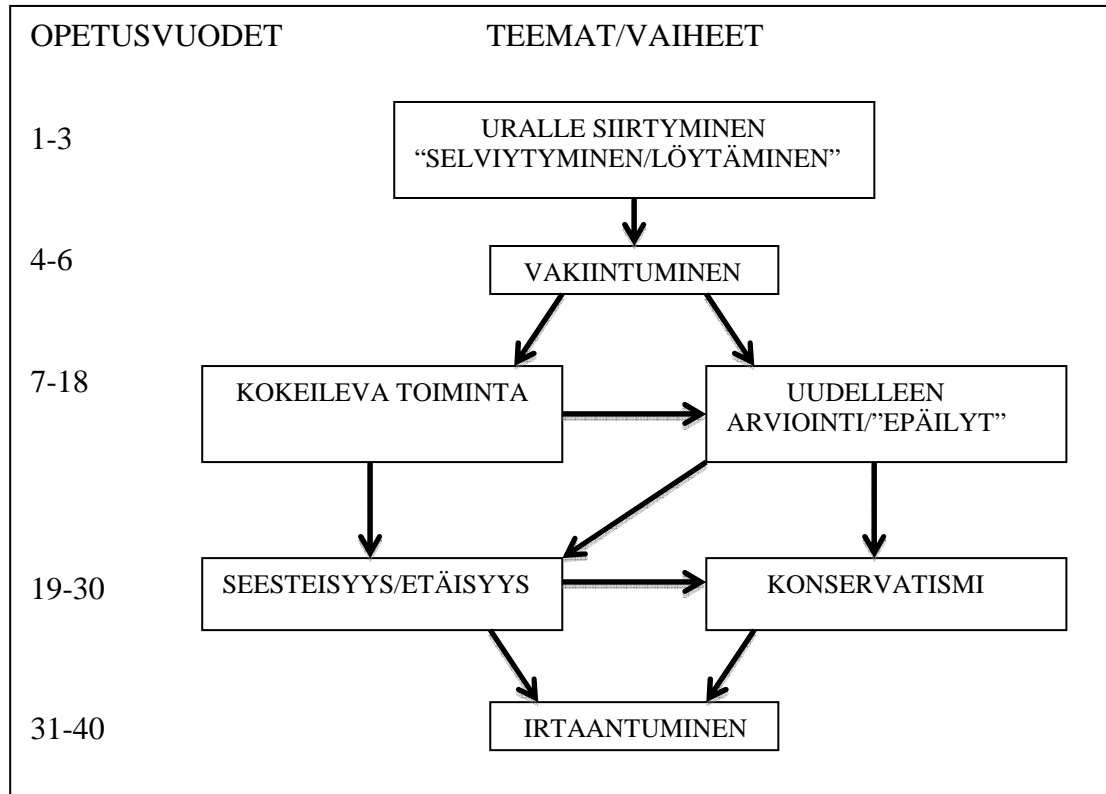 OPETUSVUODET TEEMAT/VAIHEET
1-3
URALLE SIIRTYMINEN
“SELVIYTYMINEN/LÖYTÄMINEN”
4-6
VAKIINTUMINEN
7-18
KOKEILEVA TOIMINTA
UUDELLEEN
ARVIOINTI/”EPÄILYT”
19-30
SEESTEISYYS/ETÄISYYS
KONSERVATISMI
31-40
IRTAANTUMINEN